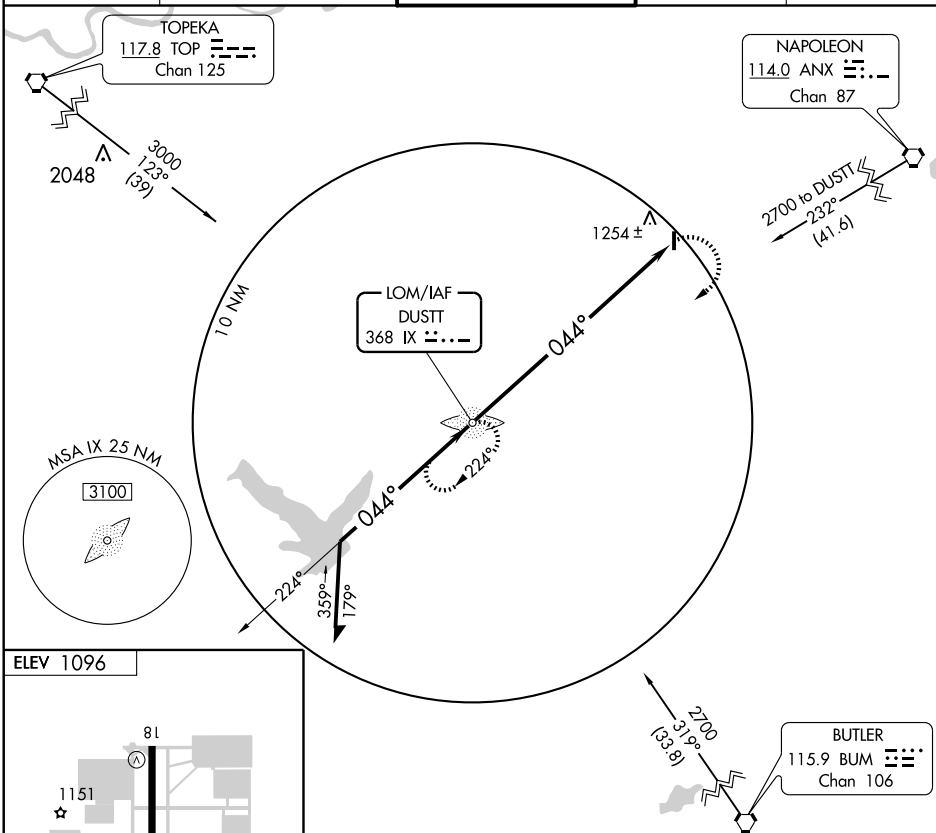 TOPEKA
117.8 TOP
Chan 125
NAPOLEON
114.0 ANX
Chan 87
2048
3000
123°
(39)
2700 to DUSTT
232°
(41.6)
1254 ±
10 NM
LOM/IAF
DUSTT
368 IX
044°
224°
MSA IX 25 NM
3100
044°
224°
359°
179°
ELEV 1096
18
1151
2700
319°
(33.8)
BUTLER
115.9 BUM
Chan 106